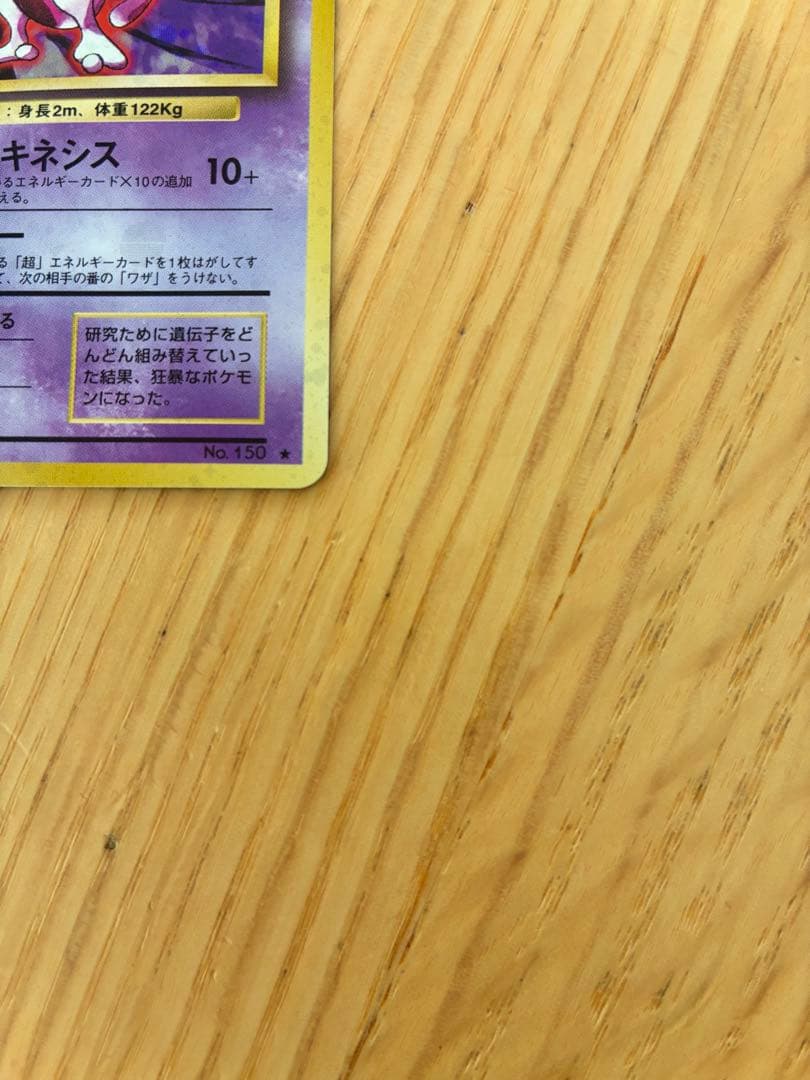 ：身長2m、体重122Kg
キネシス
10+
るエネルギーカード×10の追加
える。
る「超」エネルギーカードを1枚はがしてす
て、次の相手の番の「ワザ」をうけない。
る
研究ために遺伝子をど
んどん組み替えていっ
た結果、狂暴なポケモ
ンになった。
No. 150 ★